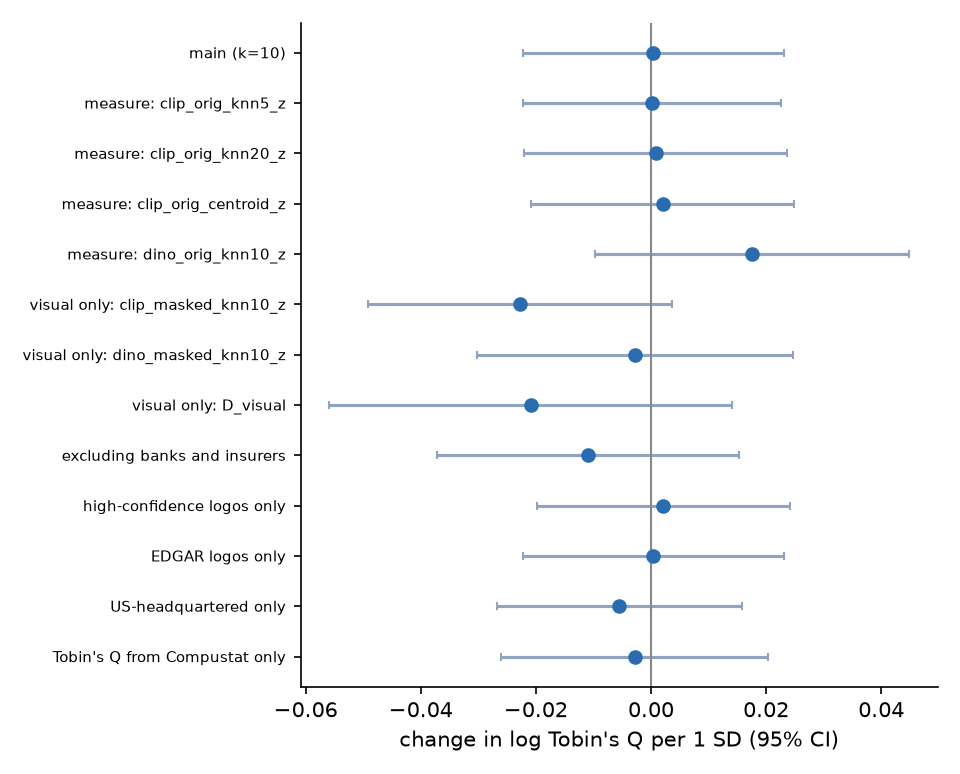 main (k=10)
measure: clip_orig_knn5_z
measure: clip_orig_knn20_z
measure: clip_orig_centroid_z
measure: dino_orig_knn10_z
visual only: clip_masked_knn10_z
visual only: dino_masked_knn10_z
visual only: D_visual
excluding banks and insurers
high-confidence logos only
EDGAR logos only
US-headquartered only
Tobin's Q from Compustat only
−0.06 −0.04 −0.02 0.00 0.02 0.04
change in log Tobin's Q per 1 SD (95% CI)